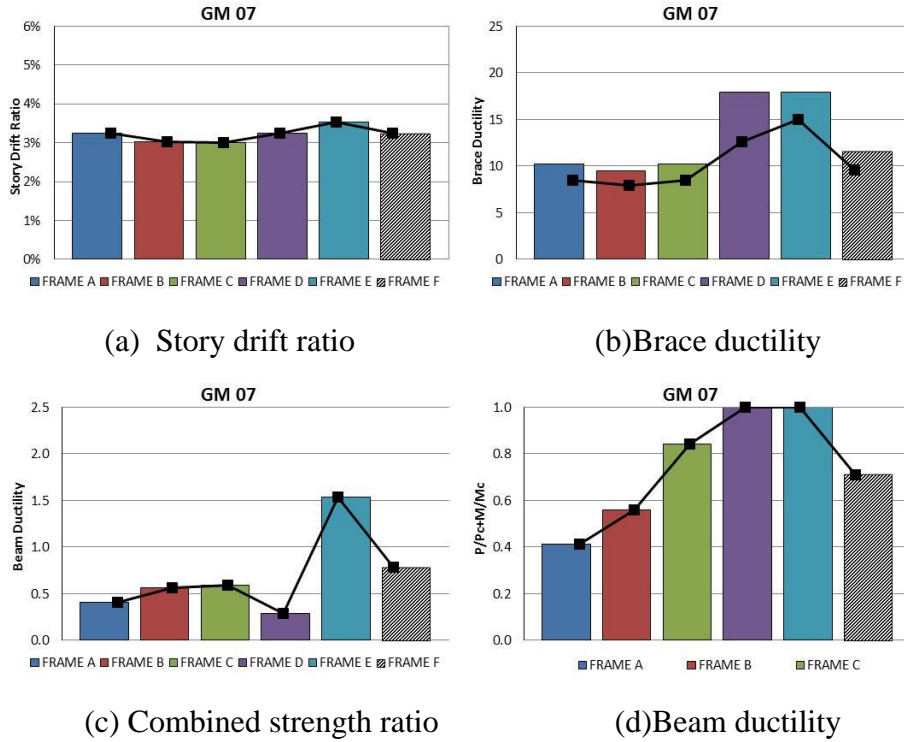 GM 07
6%
5%
4%
3%
2%
1%
0%
Story Drift Ratio
FRAME A FRAME B FRAME C FRAME D FRAME E FRAME F
(a) Story drift ratio
GM 07
25
20
15
10
5
0
Brace Ductility
FRAME A FRAME B FRAME C FRAME D FRAME E FRAME F
(b)Brace ductility
GM 07
2.5
2.0
1.5
1.0
0.5
0.0
Beam Ductility
FRAME A FRAME B FRAME C FRAME D FRAME E FRAME F
(c) Combined strength ratio
GM 07
1.0
0.8
0.6
0.4
0.2
0.0
P/Pc+M/Mc
FRAME A FRAME B FRAME C
(d)Beam ductility